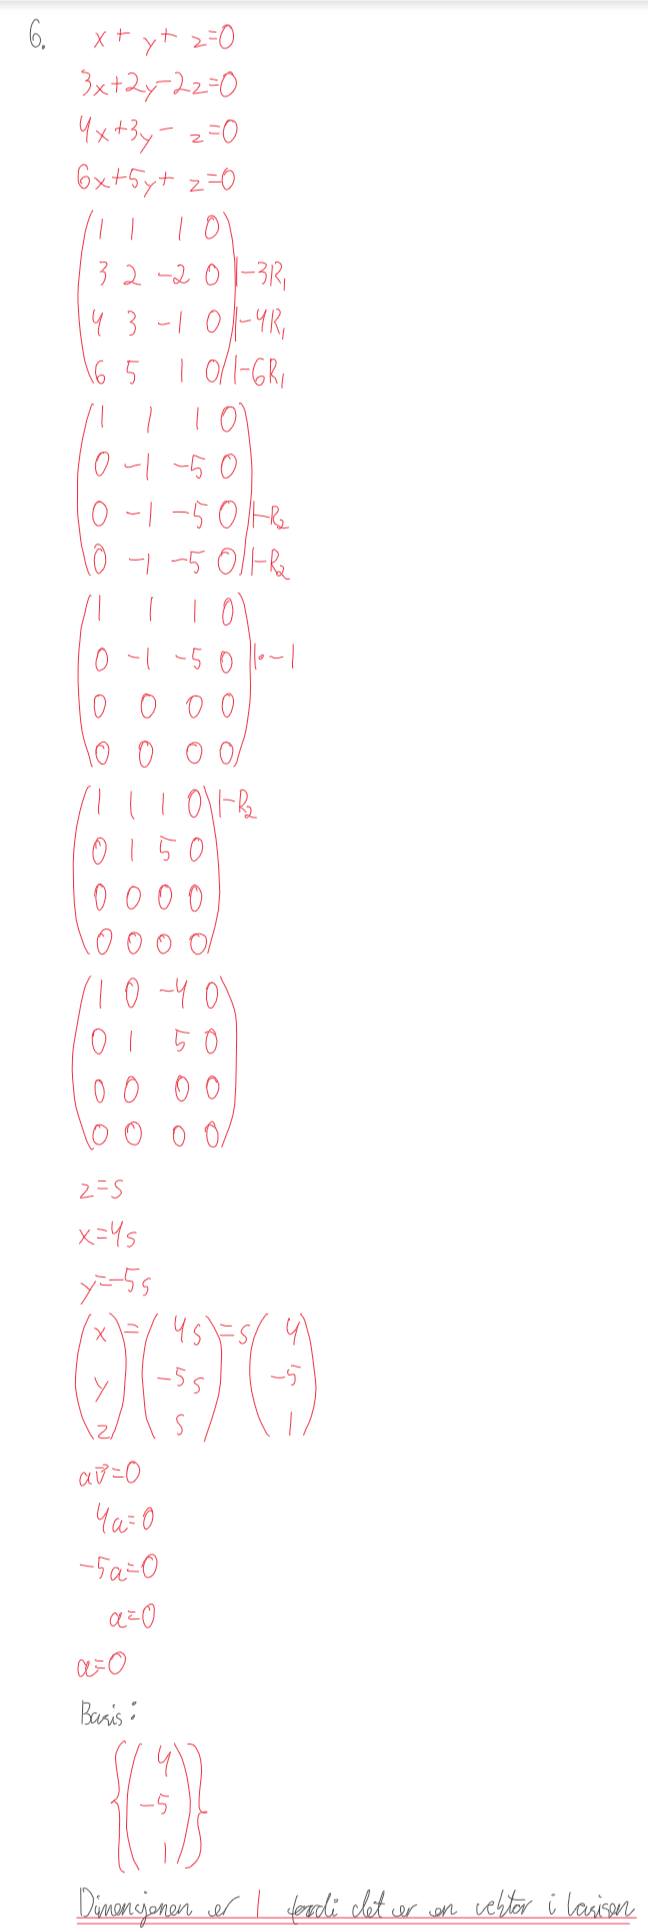 6. x + y + z=0
3x+2y-2z=0
4x+3y- z=0
6x+5y+ z=0
1 1 1 0
3 2 -2 0 |-3R₁
4 3 -1 0 |-4R₁
6 5 1 0 |-6R₁
1 1 1 0
0 -1 -5 0
0 -1 -5 0 |-R₂
0 -1 -5 0 |-R₂
1 1 1 0
0 -1 -5 0 |·-1
0 0 0 0
0 0 0 0
1 1 1 0 |-R₂
0 1 5 0
0 0 0 0
0 0 0 0
1 0 -4 0
0 1 5 0
0 0 0 0
0 0 0 0
z=s
x=4s
y=-5s
(x) = (4s) = s(4)
y -5s -5
z s 1
av⃗=0
4a=0
-5a=0
a=0
a=0
Basis:
4
-5
1
Dimensjonen er 1 fordi det er en vektor i basisen